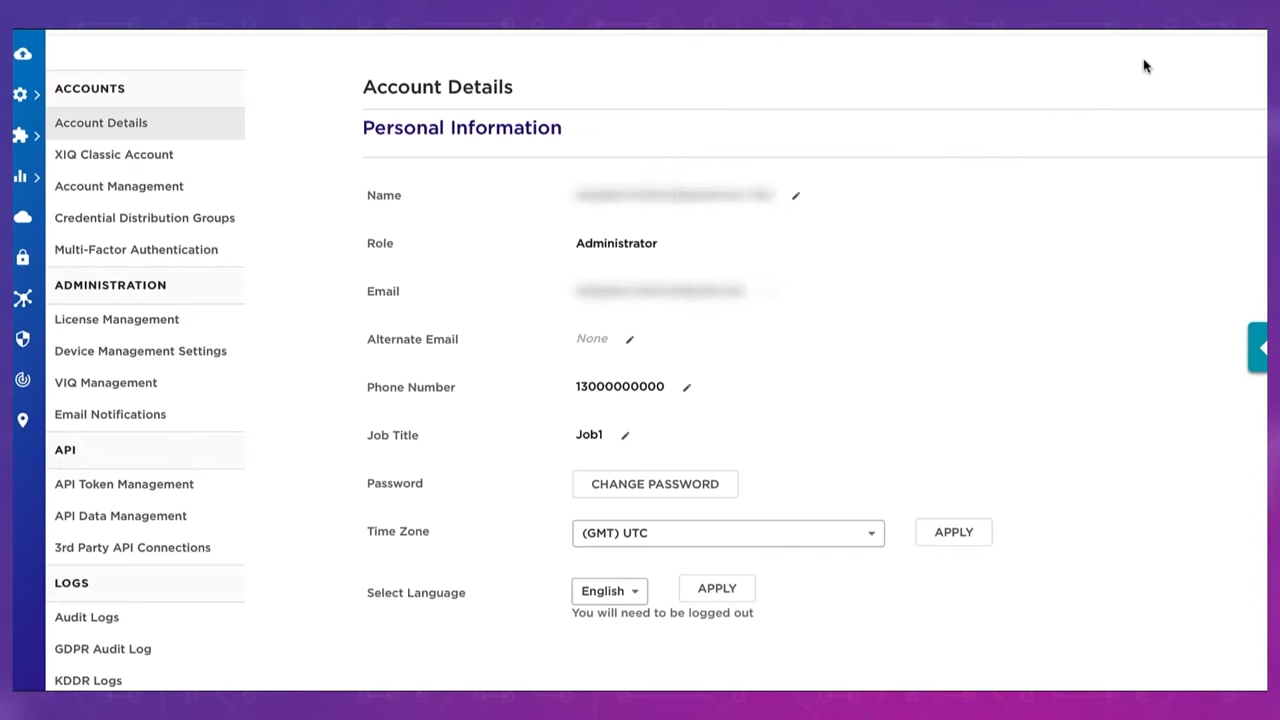 ACCOUNTS
Account Details
XIQ Classic Account
Account Management
Credential Distribution Groups
Multi-Factor Authentication
ADMINISTRATION
License Management
Device Management Settings
VIQ Management
Email Notifications
API
API Token Management
API Data Management
3rd Party API Connections
LOGS
Audit Logs
GDPR Audit Log
KDDR Logs
Account Details
Personal Information
Name
Role Administrator
Email
Alternate Email None
Phone Number 13000000000
Job Title Job1
Password CHANGE PASSWORD
Time Zone (GMT) UTC APPLY
Select Language English APPLY
You will need to be logged out